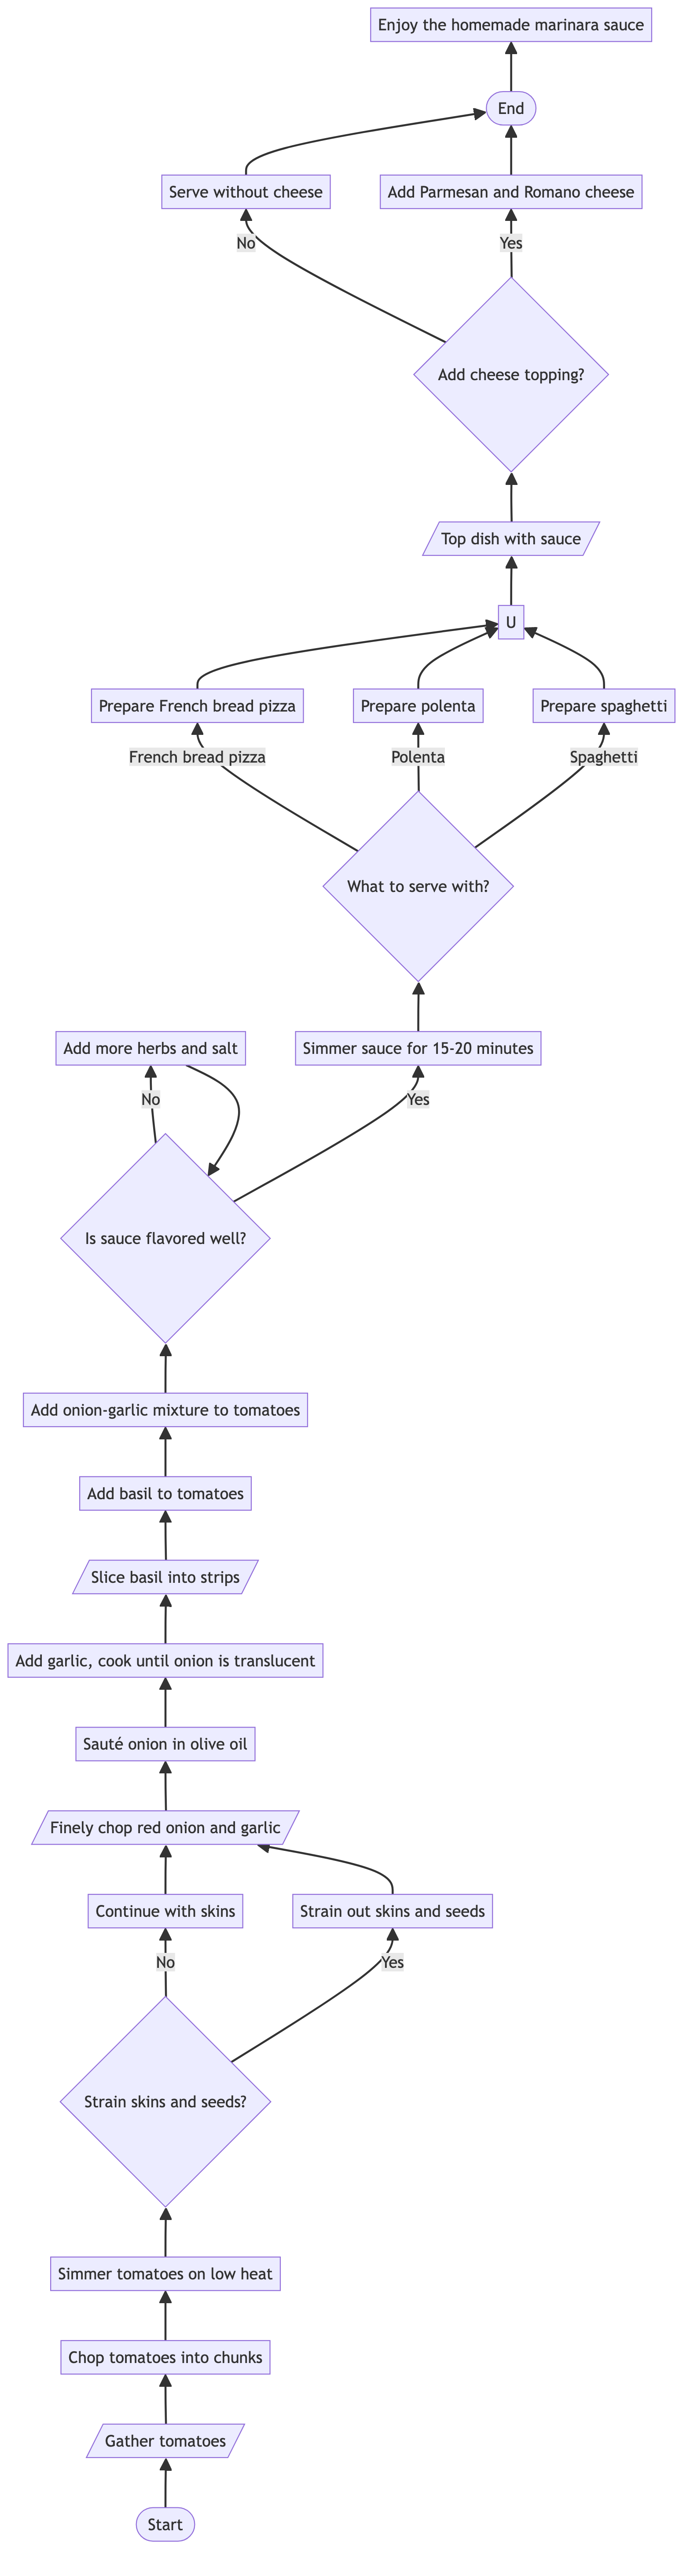 Enjoy the homemade marinara sauce
End
Serve without cheese
Add Parmesan and Romano cheese
No
Yes
Add cheese topping?
Top dish with sauce
U
Prepare French bread pizza
Prepare polenta
Prepare spaghetti
French bread pizza
Polenta
Spaghetti
What to serve with?
Add more herbs and salt
Simmer sauce for 15-20 minutes
No
Yes
Is sauce flavored well?
Add onion-garlic mixture to tomatoes
Add basil to tomatoes
Slice basil into strips
Add garlic, cook until onion is translucent
Sauté onion in olive oil
Finely chop red onion and garlic
Continue with skins
Strain out skins and seeds
No
Yes
Strain skins and seeds?
Simmer tomatoes on low heat
Chop tomatoes into chunks
Gather tomatoes
Start